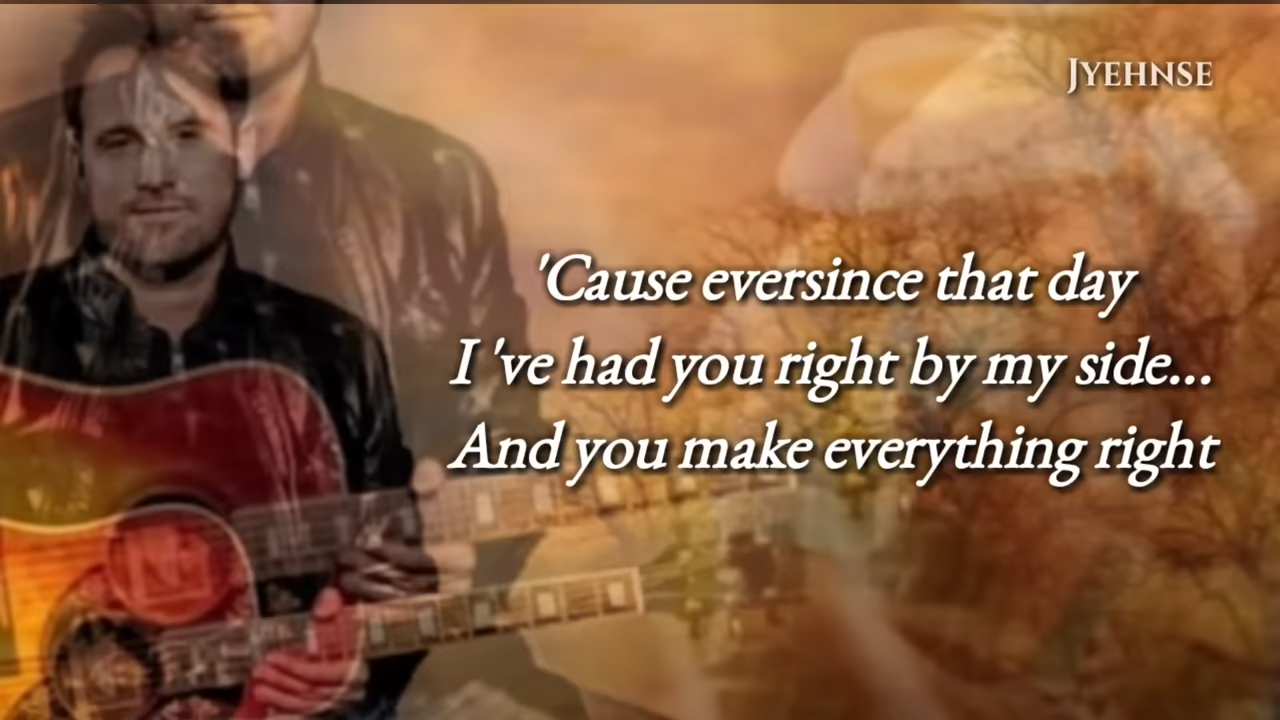 JYEHNSE
'Cause eversince that day
I 've had you right by my side...
And you make everything right